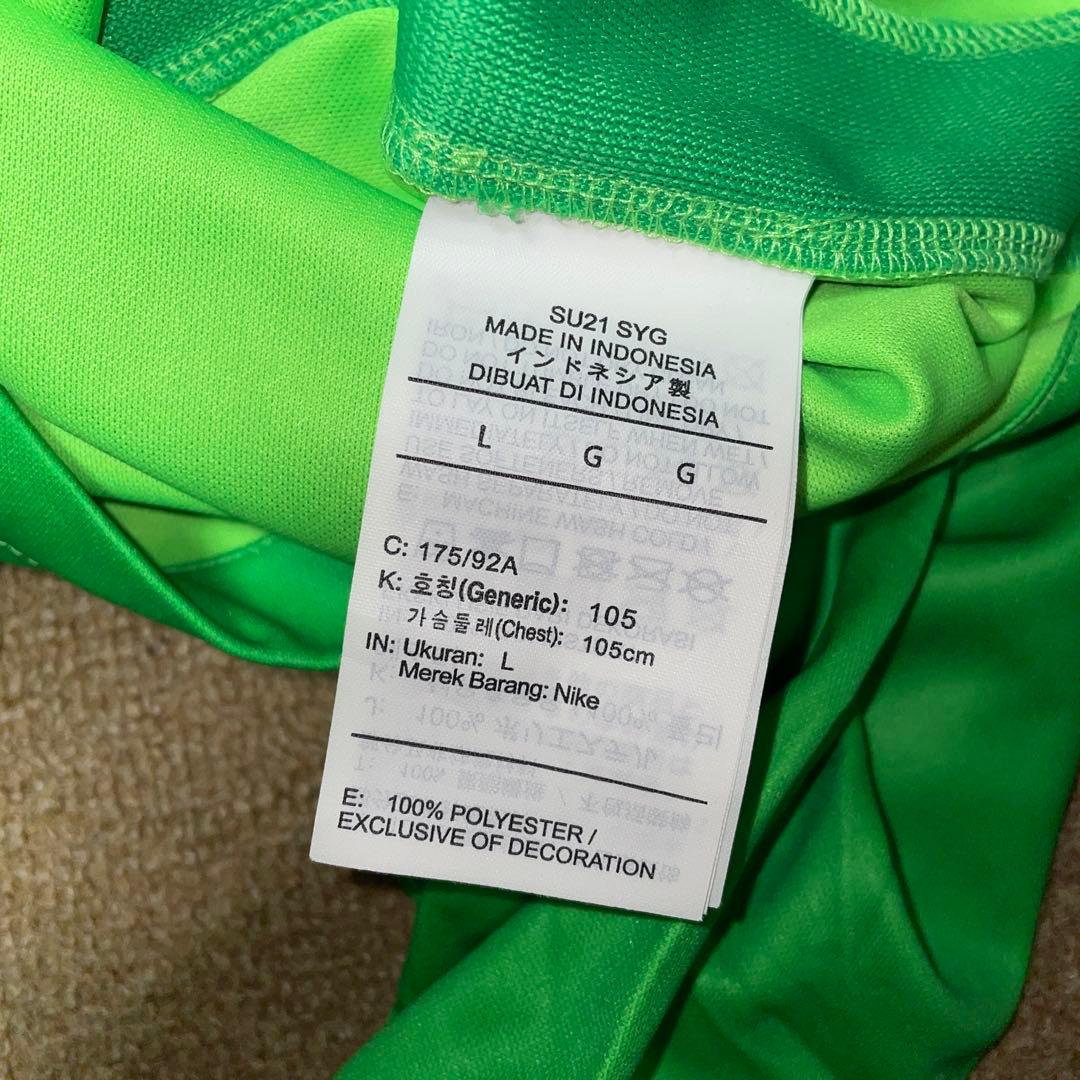 SU21 SYG
MADE IN INDONESIA
インドネシア製
DIBUAT DI INDONESIA
L G G
C: 175/92A
K: 호칭(Generic): 105
가슴둘레(Chest): 105cm
IN: Ukuran: L
Merek Barang: Nike
E: 100% POLYESTER /
EXCLUSIVE OF DECORATION